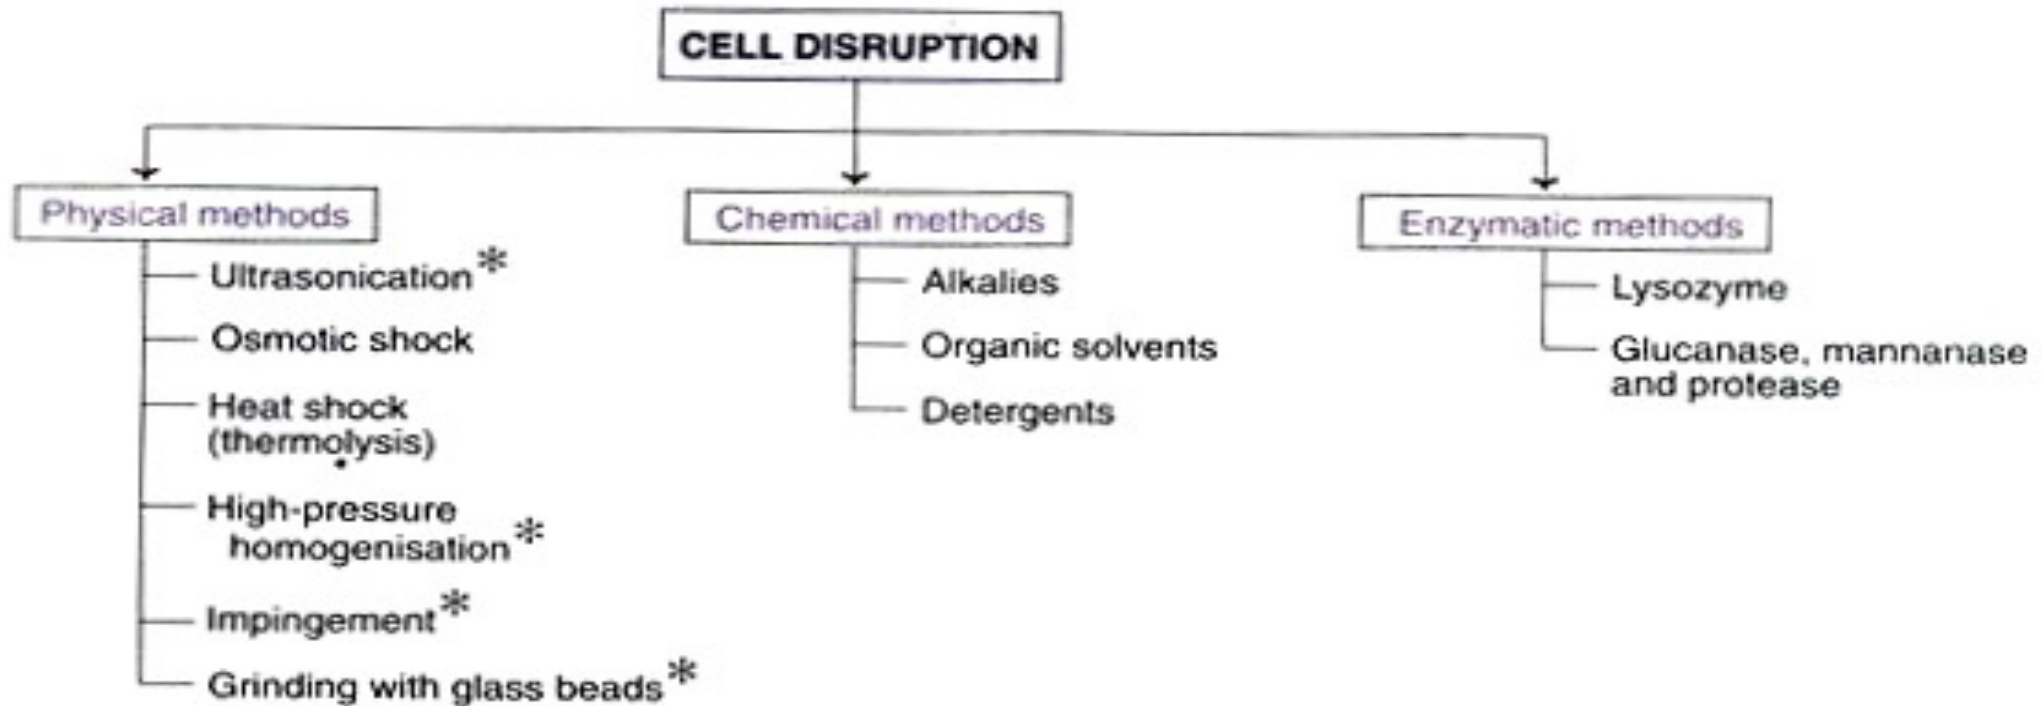 CELL DISRUPTION
Physical methods
Ultrasonication*
Osmotic shock
Heat shock
(thermolysis)
High-pressure
homogenisation*
Impingement*
Grinding with glass beads*
Chemical methods
Alkalies
Organic solvents
Detergents
Enzymatic methods
Lysozyme
Glucanase, mannanase
and protease